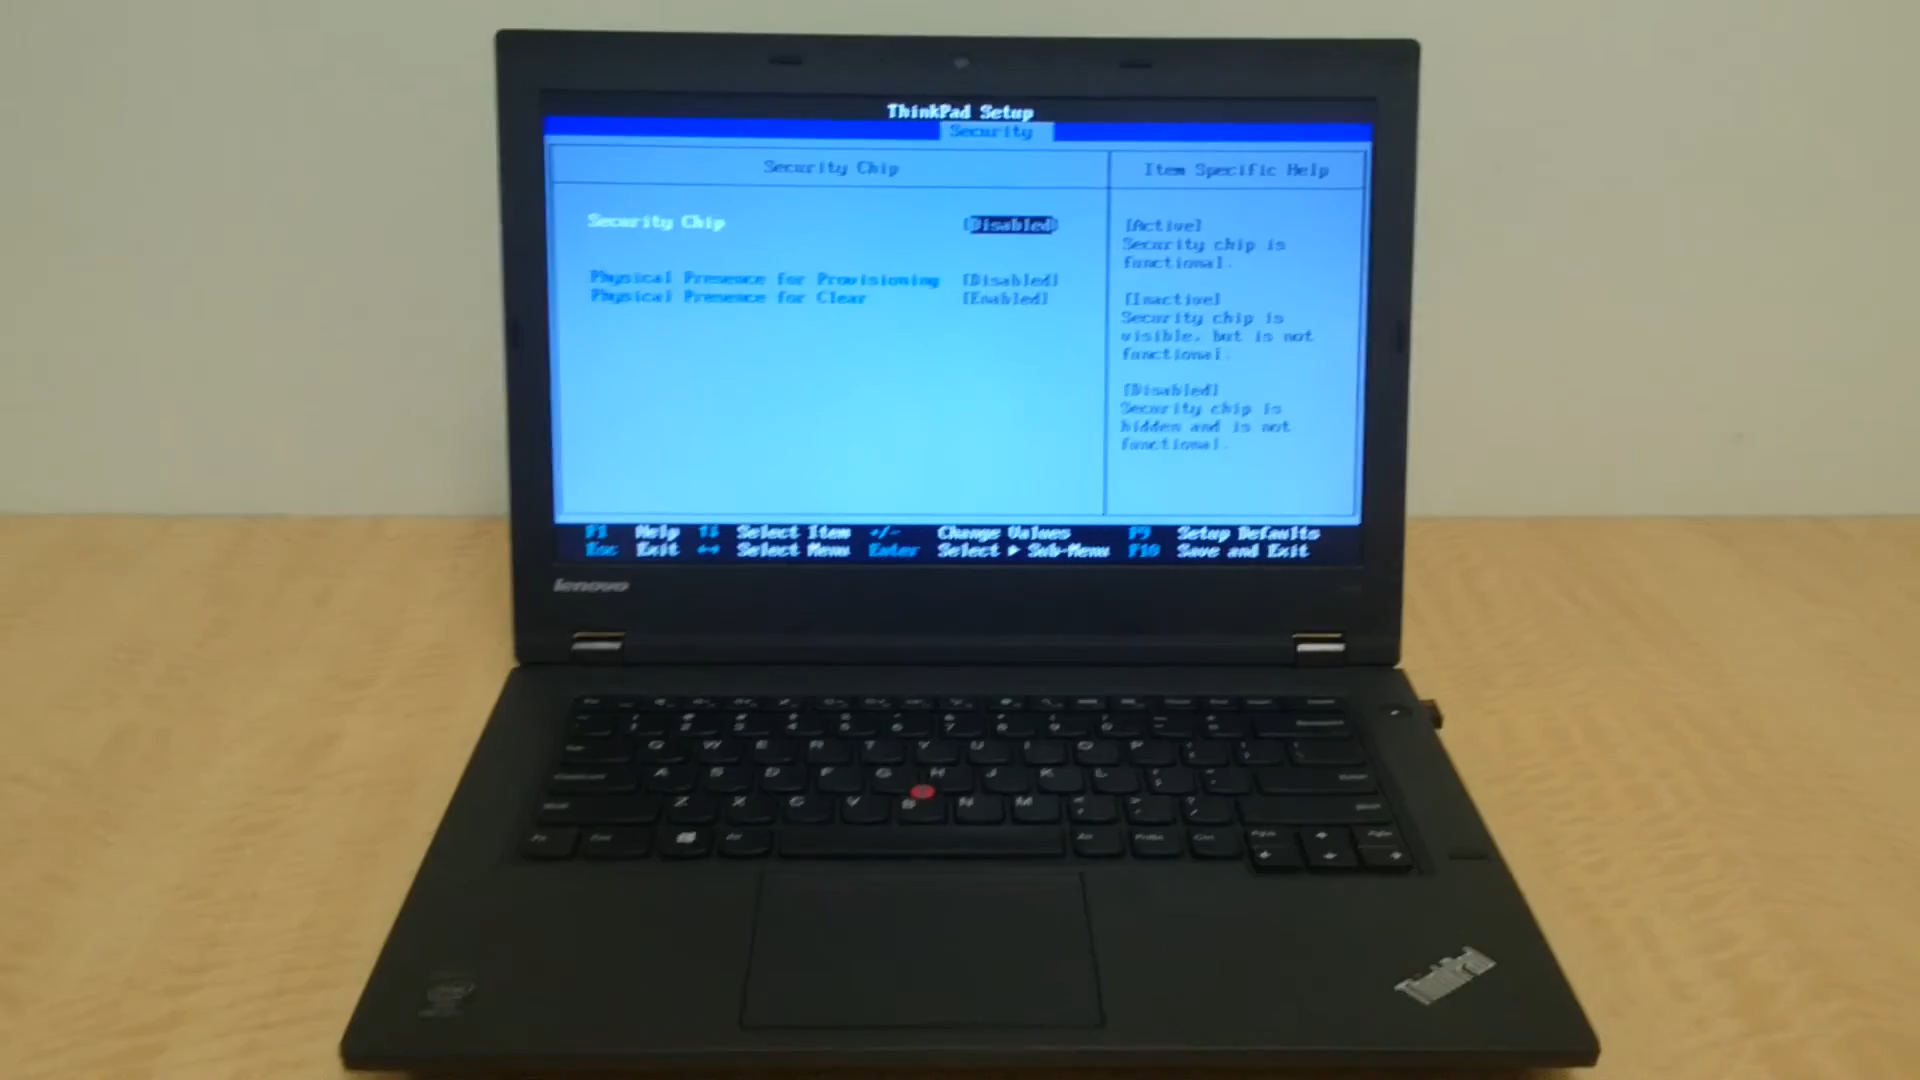 ThinkPad Setup
Security
Security Chip
Item Specific Help
Security Chip [Disabled]
Physical Presence for Provisioning [Disabled]
Physical Presence for Clear [Enabled]
[Active]
Security chip is
functional.
[Inactive]
Security chip is
visible, but is not
functional.
[Disabled]
Security chip is
hidden and is not
functional.
F1 Help ↑↓ Select Item +/- Change Values F9 Setup Defaults
Esc Exit ↔ Select Menu Enter Select ▶ Sub-Menu F10 Save and Exit
lenovo
Q W E R T Y U I O P
A S D F G H J K L
Z X C V B N M